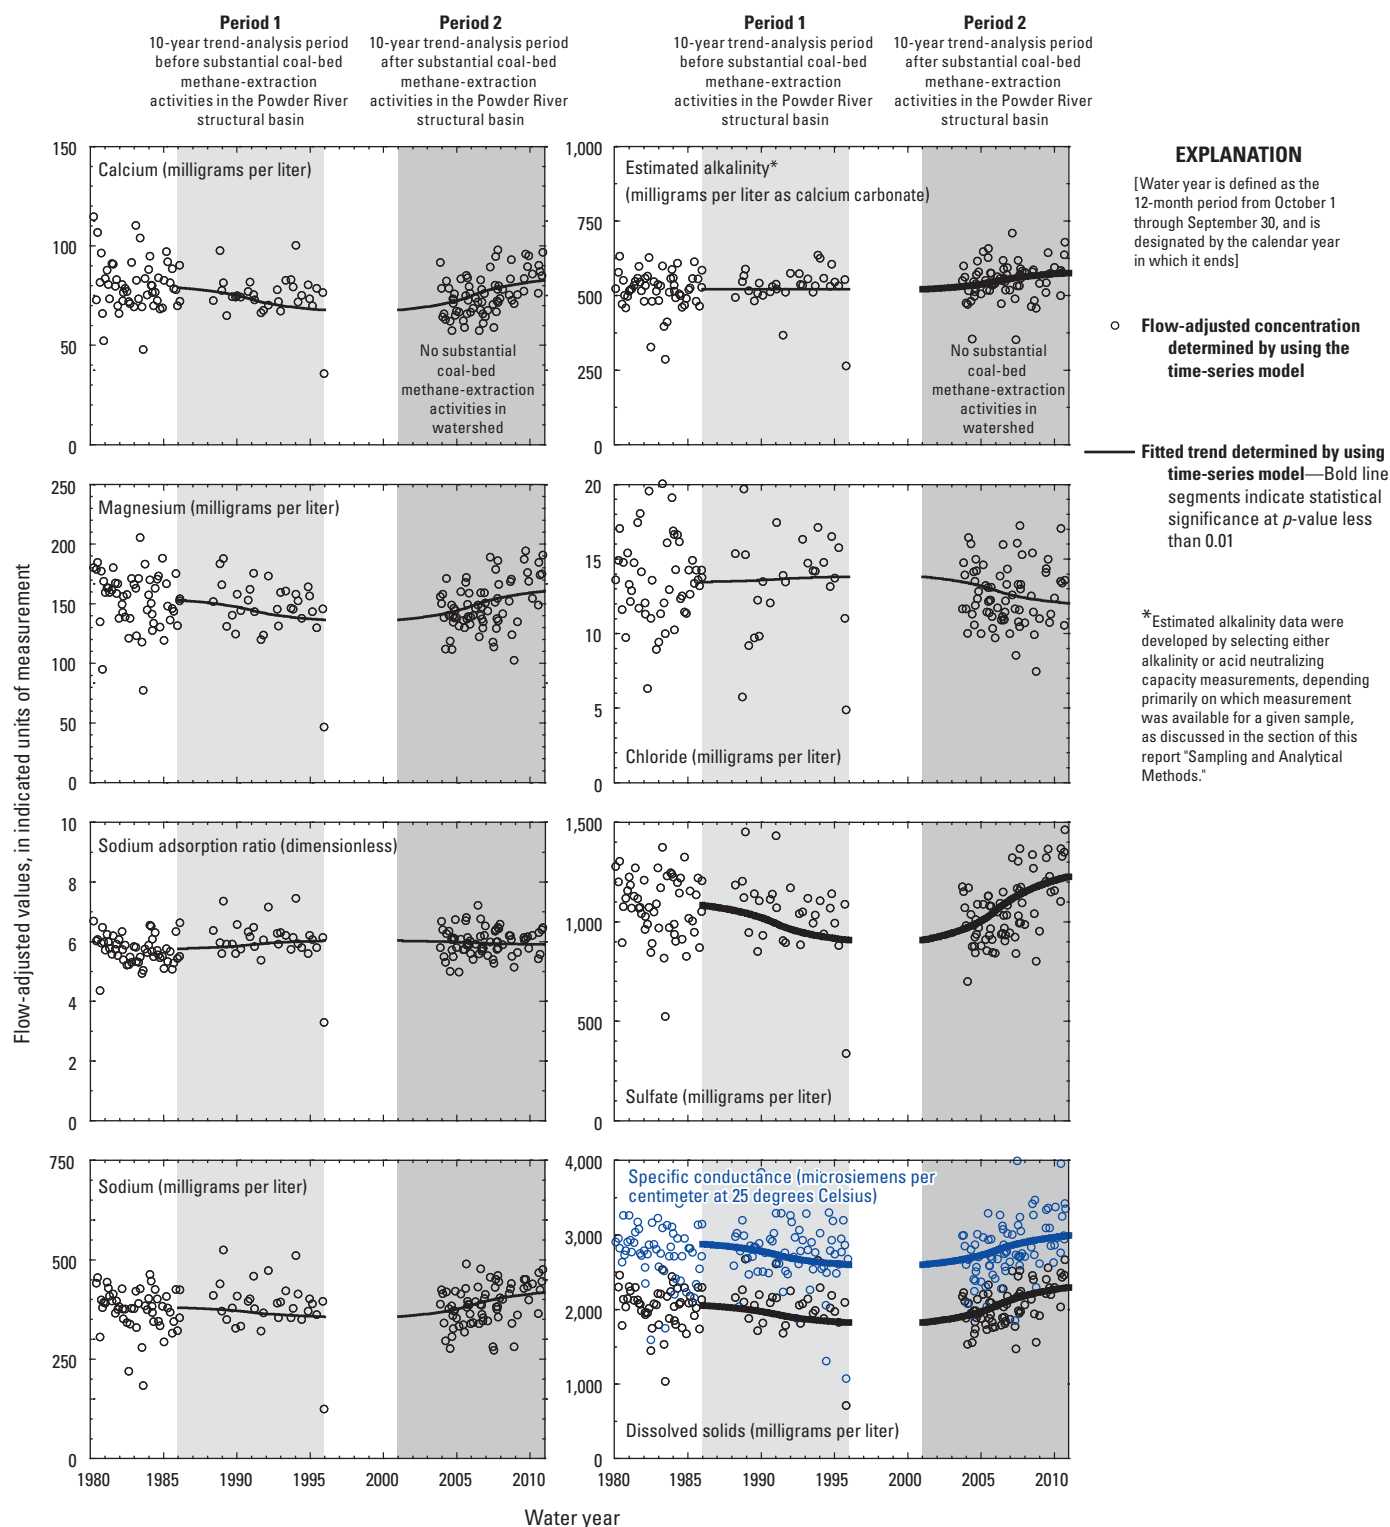 Period 1
10-year trend-analysis period
before substantial coal-bed
methane-extraction
activities in the Powder River
structural basin
Period 2
10-year trend-analysis period
after substantial coal-bed
methane-extraction
activities in the Powder River
structural basin
Period 1
10-year trend-analysis period
before substantial coal-bed
methane-extraction
activities in the Powder River
structural basin
Period 2
10-year trend-analysis period
after substantial coal-bed
methane-extraction
activities in the Powder River
structural basin
Flow-adjusted values, in indicated units of measurement
150
100
50
0
Calcium (milligrams per liter)
No substantial
coal-bed
methane-extraction
activities in
watershed
1,000
750
500
250
0
Estimated alkalinity*
(milligrams per liter as calcium carbonate)
No substantial
coal-bed
methane-extraction
activities in
watershed
250
200
150
100
50
0
Magnesium (milligrams per liter)
20
15
10
5
0
Chloride (milligrams per liter)
10
8
6
4
2
0
Sodium adsorption ratio (dimensionless)
1,500
1,000
500
0
Sulfate (milligrams per liter)
750
500
250
0
Sodium (milligrams per liter)
1980 1985 1990 1995 2000 2005 2010
4,000
3,000
2,000
1,000
0
Specific conductance (microsiemens per
centimeter at 25 degrees Celsius)
Dissolved solids (milligrams per liter)
1980 1985 1990 1995 2000 2005 2010
Water year
EXPLANATION
[Water year is defined as the
12-month period from October 1
through September 30, and is
designated by the calendar year
in which it ends]
Flow-adjusted concentration
determined by using the
time-series model
Fitted trend determined by using
time-series model—Bold line
segments indicate statistical
significance at p-value less
than 0.01
*Estimated alkalinity data were
developed by selecting either
alkalinity or acid neutralizing
capacity measurements, depending
primarily on which measurement
was available for a given sample,
as discussed in the section of this
report "Sampling and Analytical
Methods."